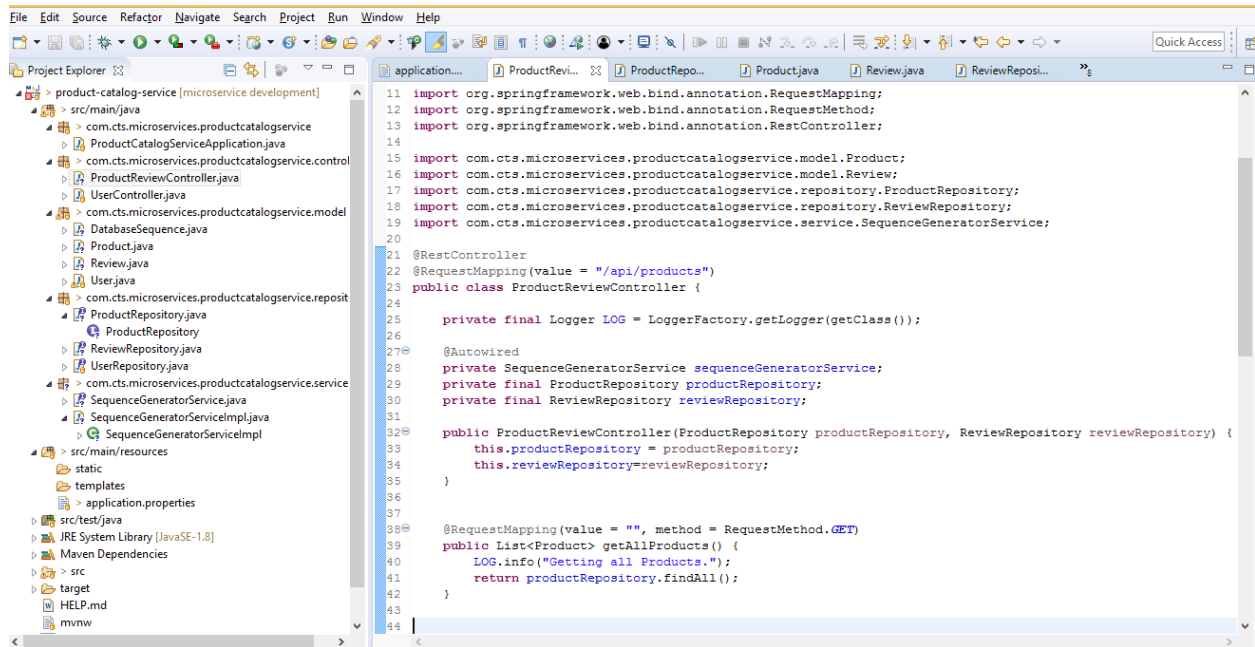 File Edit Source Refactor Navigate Search Project Run Window Help
Quick Access
Project Explorer
> product-catalog-service [microservice development]
> src/main/java
> com.cts.microservices.productcatalogservice
> ProductCatalogServiceApplication.java
> com.cts.microservices.productcatalogservice.control
> ProductReviewController.java
> UserController.java
> com.cts.microservices.productcatalogservice.model
> DatabaseSequence.java
> Product.java
> Review.java
> User.java
> com.cts.microservices.productcatalogservice.reposit
ProductRepository.java
ProductRepository
> ReviewRepository.java
> UserRepository.java
> com.cts.microservices.productcatalogservice.service
> SequenceGeneratorService.java
SequenceGeneratorServiceImpl.java
> SequenceGeneratorServiceImpl
> src/main/resources
static
templates
> application.properties
src/test/java
JRE System Library [JavaSE-1.8]
Maven Dependencies
> src
target
HELP.md
mvnw
application.... ProductRevi... ProductRepo... Product.java Review.java ReviewReposi... »8
11 import org.springframework.web.bind.annotation.RequestMapping;
12 import org.springframework.web.bind.annotation.RequestMethod;
13 import org.springframework.web.bind.annotation.RestController;
14
15 import com.cts.microservices.productcatalogservice.model.Product;
16 import com.cts.microservices.productcatalogservice.model.Review;
17 import com.cts.microservices.productcatalogservice.repository.ProductRepository;
18 import com.cts.microservices.productcatalogservice.repository.ReviewRepository;
19 import com.cts.microservices.productcatalogservice.service.SequenceGeneratorService;
20
21 @RestController
22 @RequestMapping(value = "/api/products")
23 public class ProductReviewController {
24
25 private final Logger LOG = LoggerFactory.getLogger(getClass());
26
27 @Autowired
28 private SequenceGeneratorService sequenceGeneratorService;
29 private final ProductRepository productRepository;
30 private final ReviewRepository reviewRepository;
31
32 public ProductReviewController(ProductRepository productRepository, ReviewRepository reviewRepository) {
33 this.productRepository = productRepository;
34 this.reviewRepository=reviewRepository;
35 }
36
37
38 @RequestMapping(value = "", method = RequestMethod.GET)
39 public List<Product> getAllProducts() {
40 LOG.info("Getting all Products.");
41 return productRepository.findAll();
42 }
43
44